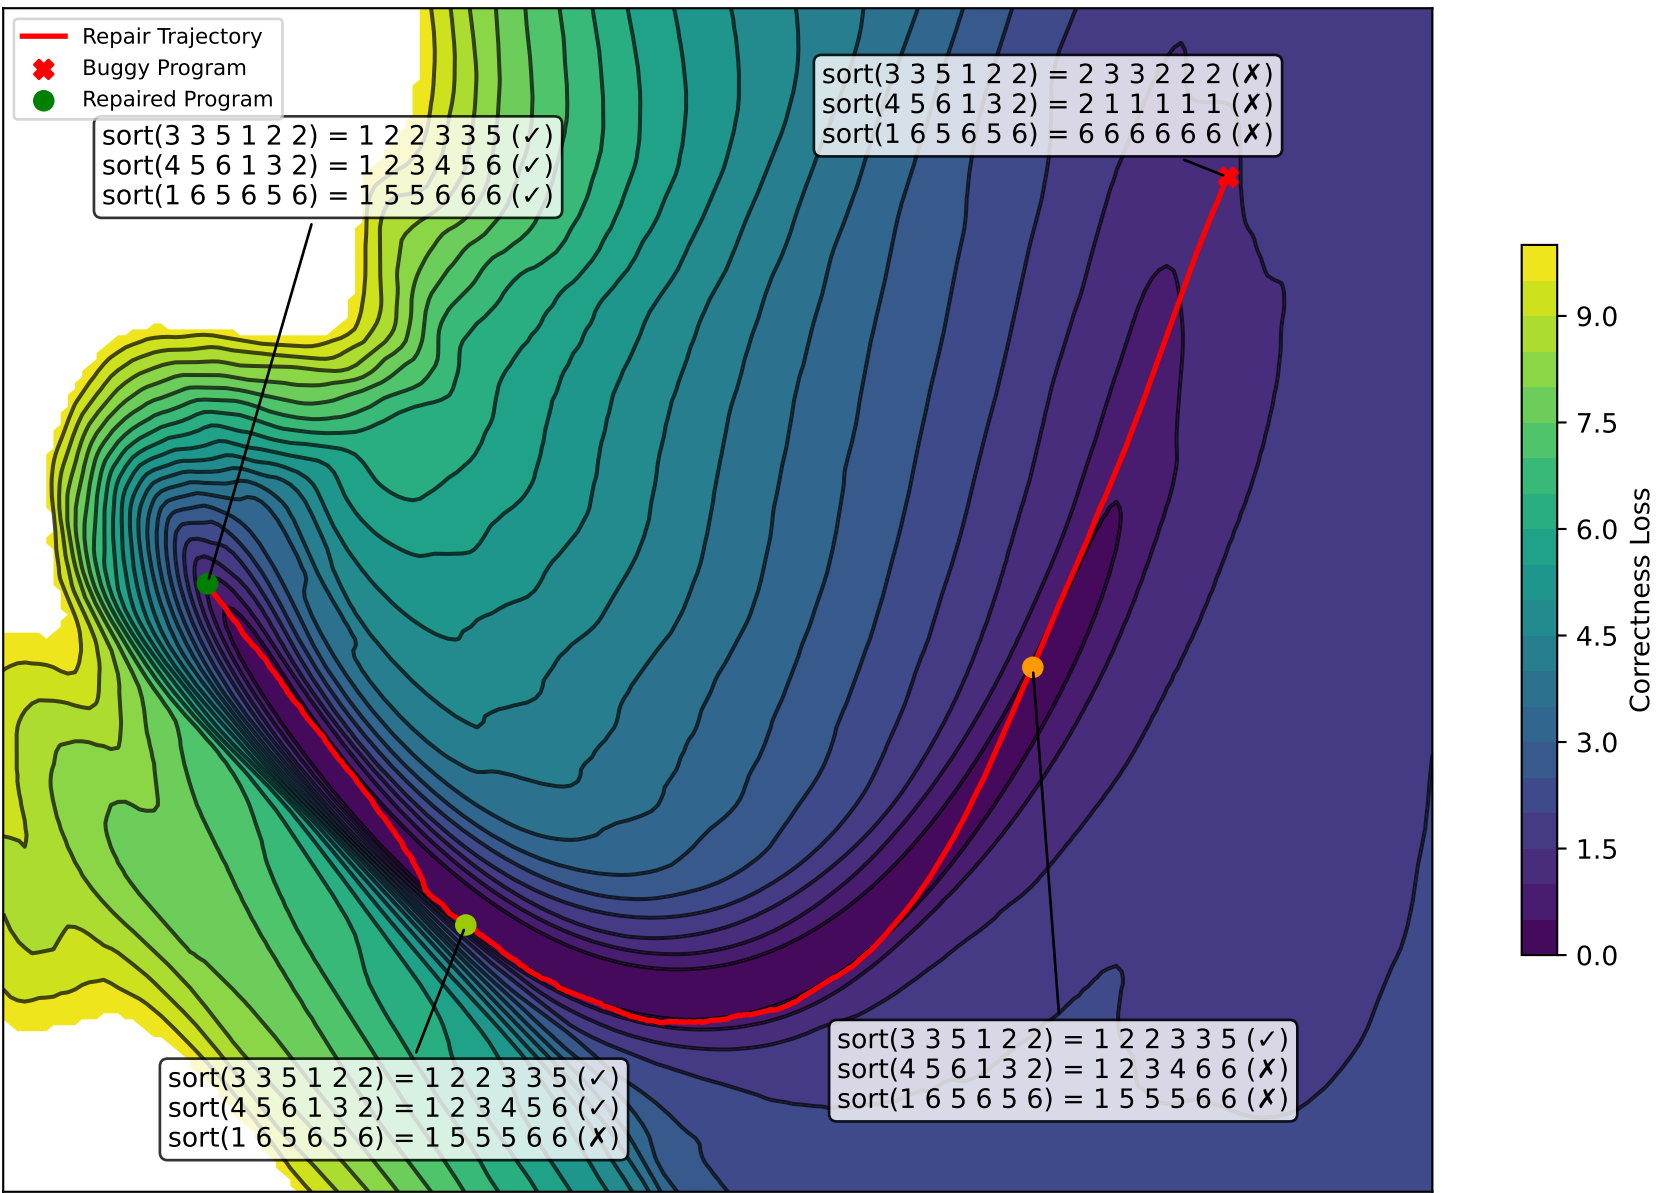 Repair Trajectory
Buggy Program
Repaired Program
sort(3 3 5 1 2 2) = 1 2 2 3 3 5 (✓)
sort(4 5 6 1 3 2) = 1 2 3 4 5 6 (✓)
sort(1 6 5 6 5 6) = 1 5 5 6 6 6 (✓)
sort(3 3 5 1 2 2) = 2 3 3 2 2 2 (✗)
sort(4 5 6 1 3 2) = 2 1 1 1 1 1 (✗)
sort(1 6 5 6 5 6) = 6 6 6 6 6 6 (✗)
sort(3 3 5 1 2 2) = 1 2 2 3 3 5 (✓)
sort(4 5 6 1 3 2) = 1 2 3 4 6 6 (✗)
sort(1 6 5 6 5 6) = 1 5 5 5 6 6 (✗)
sort(3 3 5 1 2 2) = 1 2 2 3 3 5 (✓)
sort(4 5 6 1 3 2) = 1 2 3 4 5 6 (✓)
sort(1 6 5 6 5 6) = 1 5 5 5 6 6 (✗)
9.0
7.5
6.0
4.5
3.0
1.5
0.0
Correctness Loss